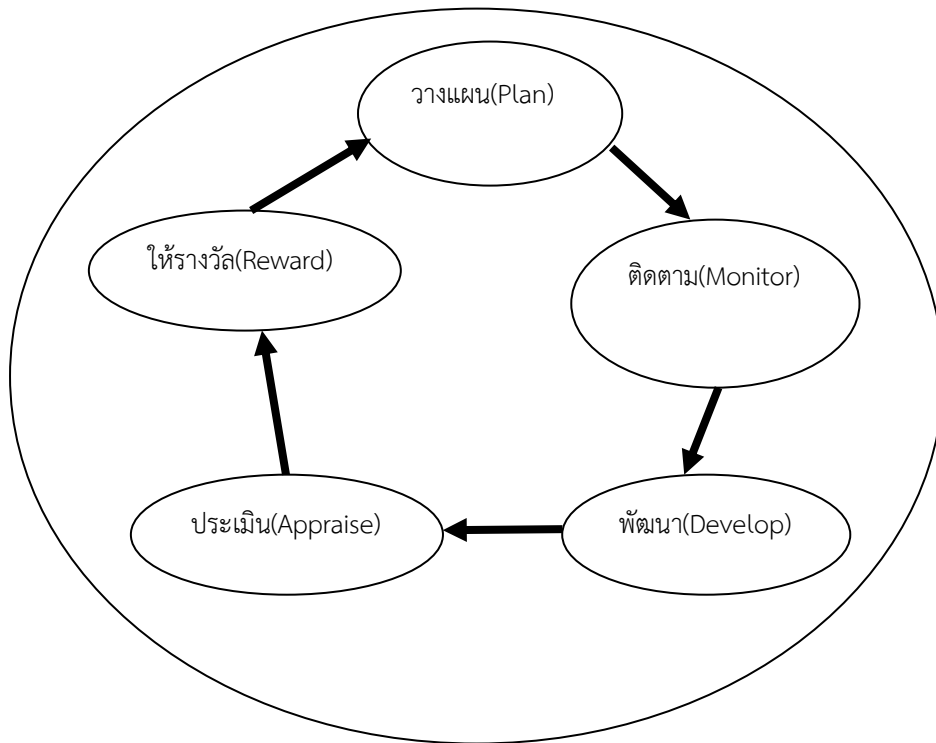 วางแผน(Plan)
ให้รางวัล(Reward)
ติดตาม(Monitor)
ประเมิน(Appraise)
พัฒนา(Develop)